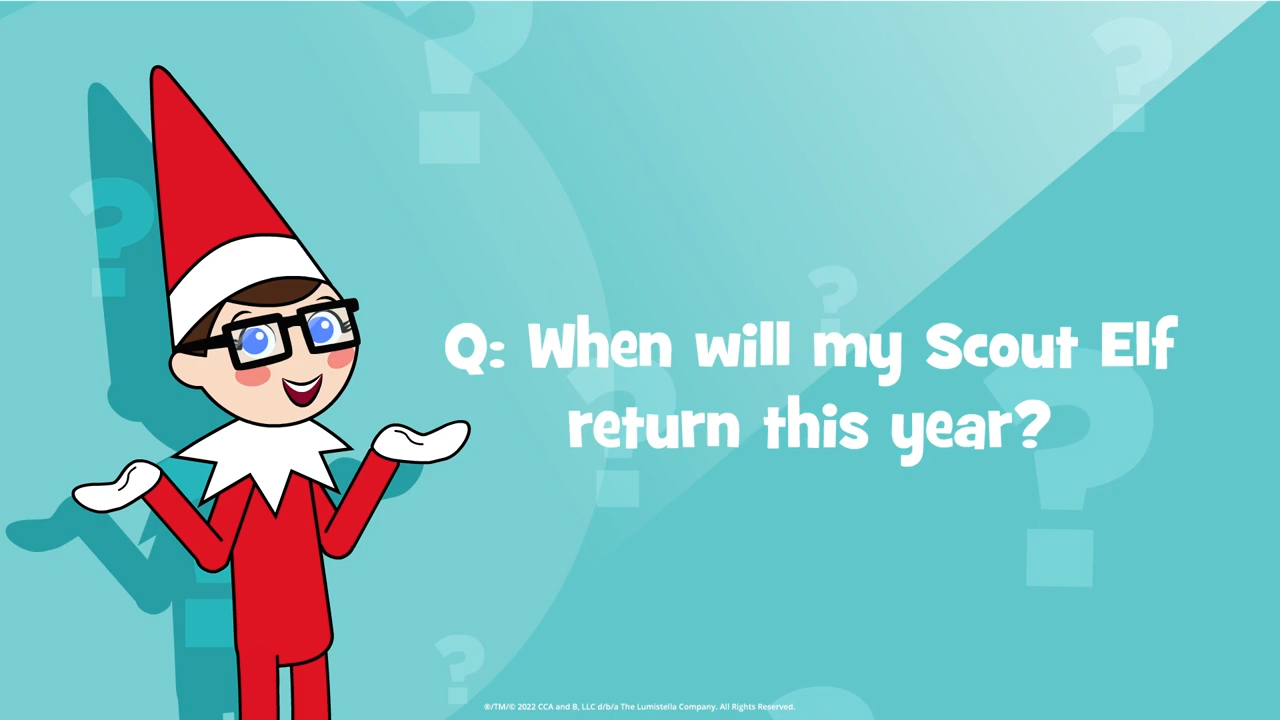 Q: When will my Scout Elf
return this year?
®/TM/© 2022 CCA and B, LLC d/b/a The Lumistella Company. All Rights Reserved.